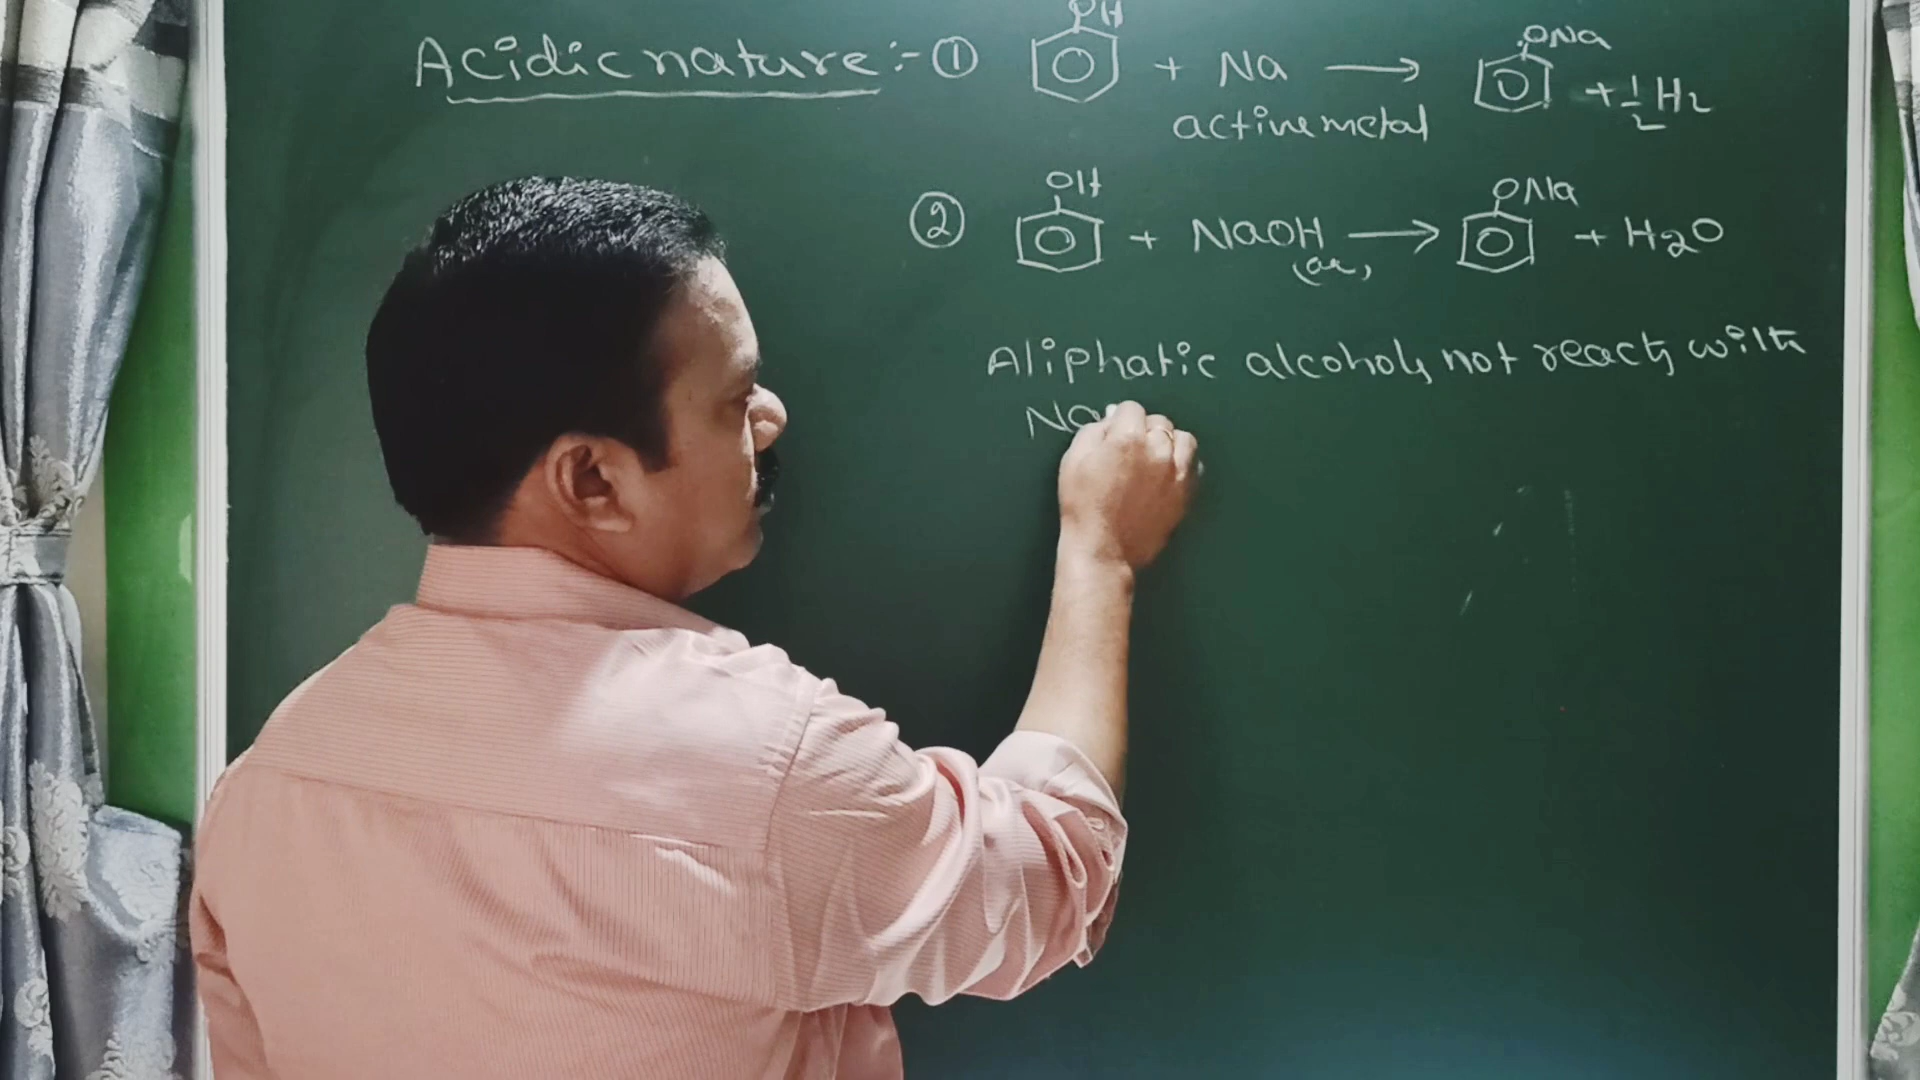 Acidic nature :- ① OH + Na → ONa + 1/2 H2
active metal
② OH + NaOH → ONa + H2O
(aq)
Aliphatic alcohols not reacts with
Na